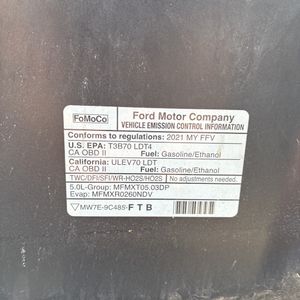 FoMoCo
Ford Motor Company
VEHICLE EMISSION CONTROL INFORMATION
Conforms to regulations: 2021 MY FFV
U.S. EPA: T3B70 LDT4
CA OBD II Fuel: Gasoline/Ethanol
California: ULEV70 LDT
CA OBD II Fuel: Gasoline/Ethanol
TWC/DFI/SFI/WR-HO2S/HO2S No adjustments needed.
5.0L-Group: MFMXT05.03DP
Evap: MFMXR0260NDV
MW7E-9C485-FTB